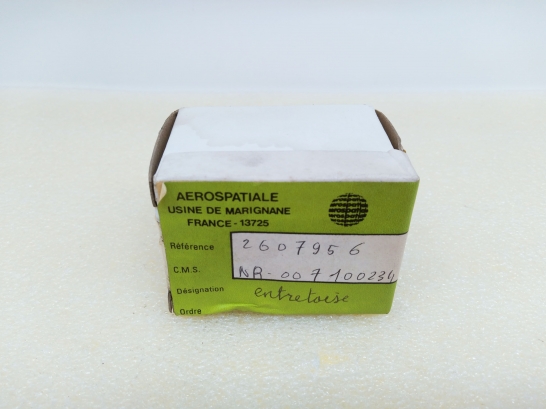 AEROSPATIALE
USINE DE MARIGNANE
FRANCE - 13725
Référence 2607956
C.M.S. NR-007100234
Désignation entretoise
Ordre